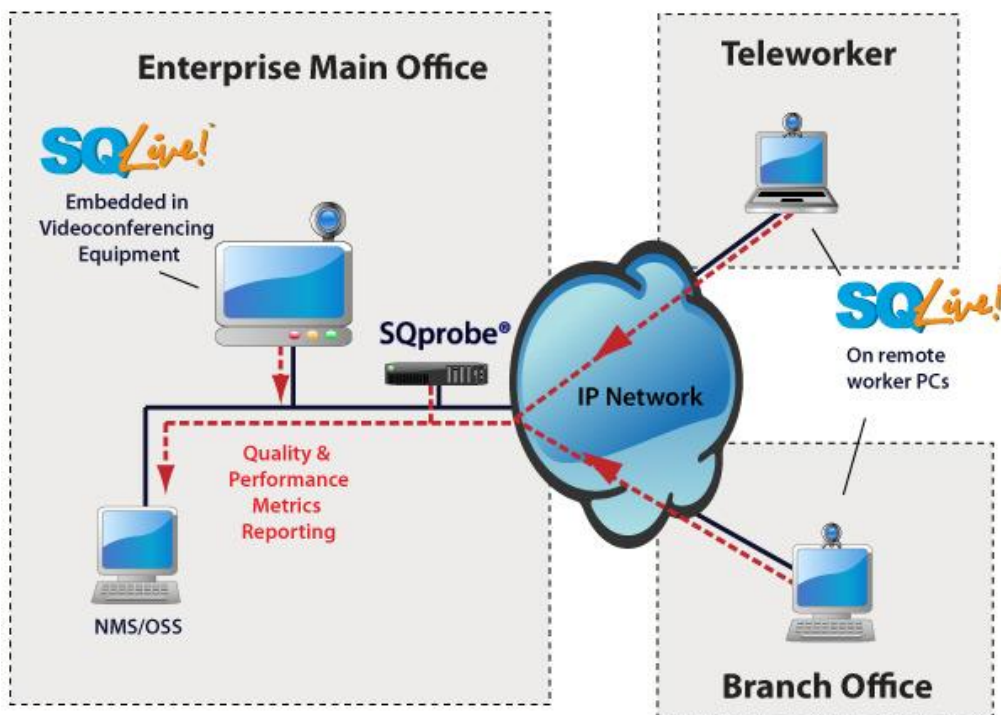 Enterprise Main Office
SQLive!™
Embedded in
Videoconferencing
Equipment
SQprobe®
Quality &
Performance
Metrics
Reporting
NMS/OSS
IP Network
Teleworker
SQLive!
On remote
worker PCs
Branch Office